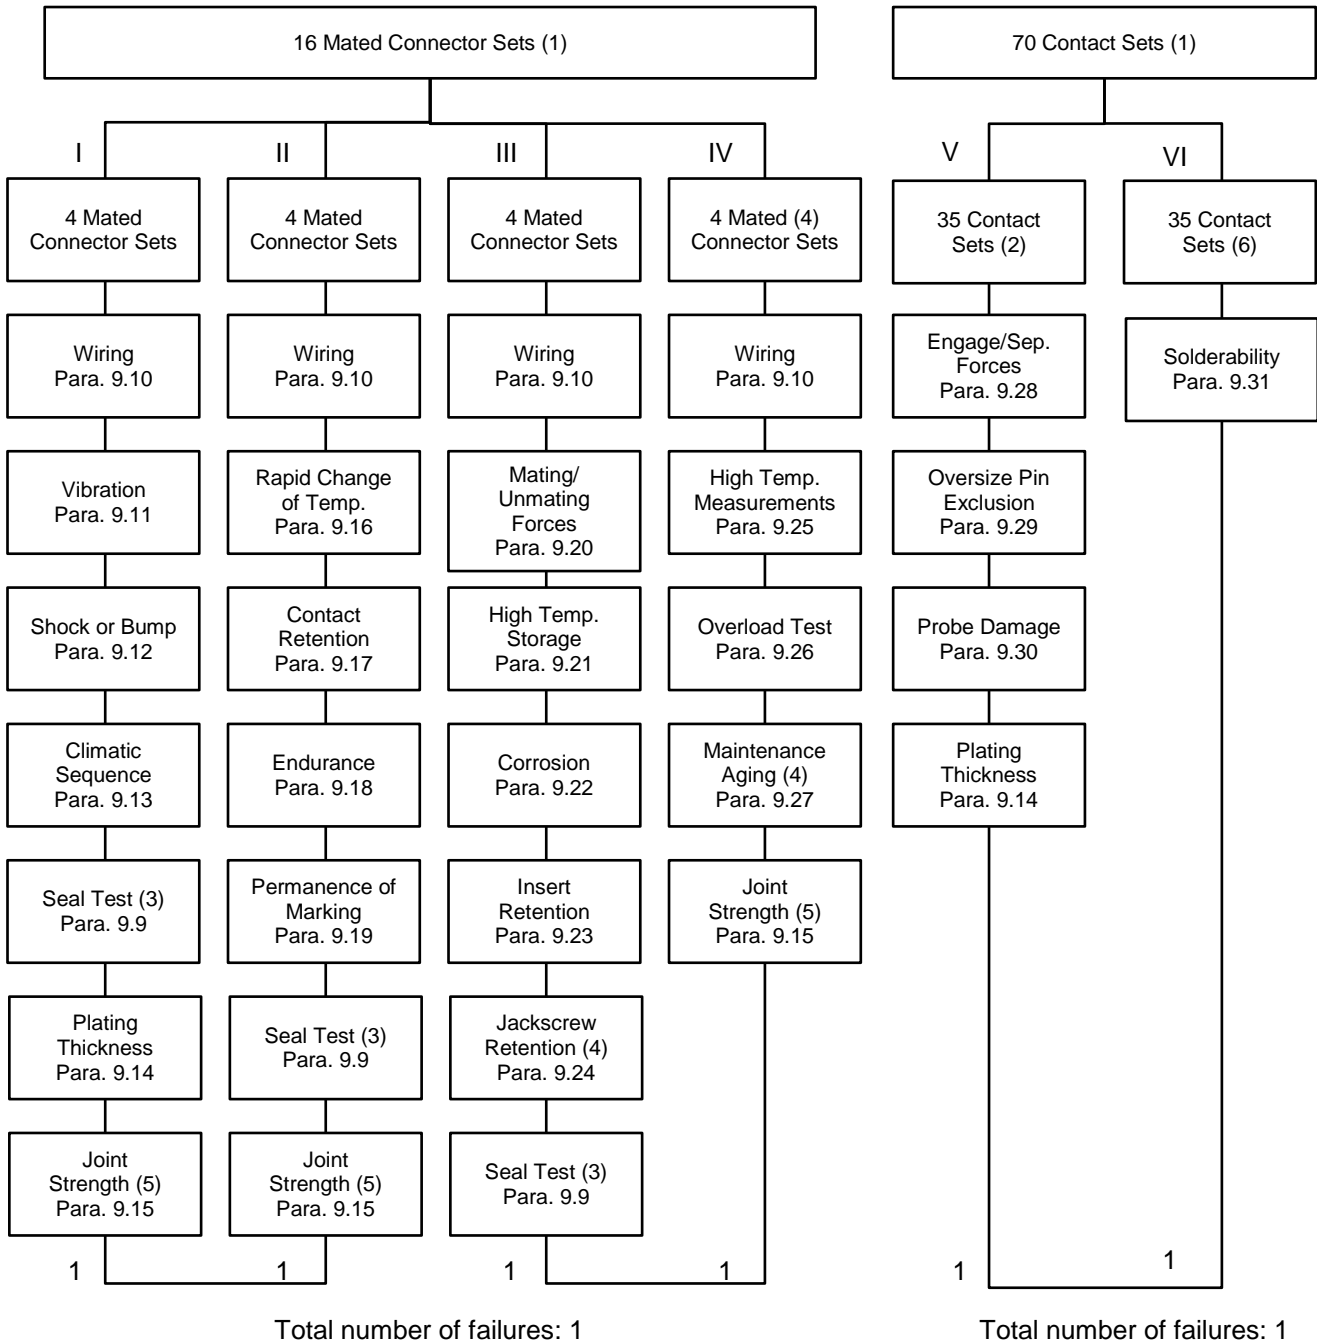 16 Mated Connector Sets (1)
70 Contact Sets (1)
I
II
III
IV
V
VI
4 Mated
Connector Sets
4 Mated
Connector Sets
4 Mated
Connector Sets
4 Mated (4)
Connector Sets
35 Contact
Sets (2)
35 Contact
Sets (6)
Wiring
Para. 9.10
Wiring
Para. 9.10
Wiring
Para. 9.10
Wiring
Para. 9.10
Engage/Sep.
Forces
Para. 9.28
Solderability
Para. 9.31
Vibration
Para. 9.11
Rapid Change
of Temp.
Para. 9.16
Mating/
Unmating
Forces
Para. 9.20
High Temp.
Measurements
Para. 9.25
Oversize Pin
Exclusion
Para. 9.29
Shock or Bump
Para. 9.12
Contact
Retention
Para. 9.17
High Temp.
Storage
Para. 9.21
Overload Test
Para. 9.26
Probe Damage
Para. 9.30
Climatic
Sequence
Para. 9.13
Endurance
Para. 9.18
Corrosion
Para. 9.22
Maintenance
Aging (4)
Para. 9.27
Plating
Thickness
Para. 9.14
Seal Test (3)
Para. 9.9
Permanence of
Marking
Para. 9.19
Insert
Retention
Para. 9.23
Joint
Strength (5)
Para. 9.15
Plating
Thickness
Para. 9.14
Seal Test (3)
Para. 9.9
Jackscrew
Retention (4)
Para. 9.24
Joint
Strength (5)
Para. 9.15
Joint
Strength (5)
Para. 9.15
Seal Test (3)
Para. 9.9
1
1
1
1
1
1
Total number of failures: 1
Total number of failures: 1